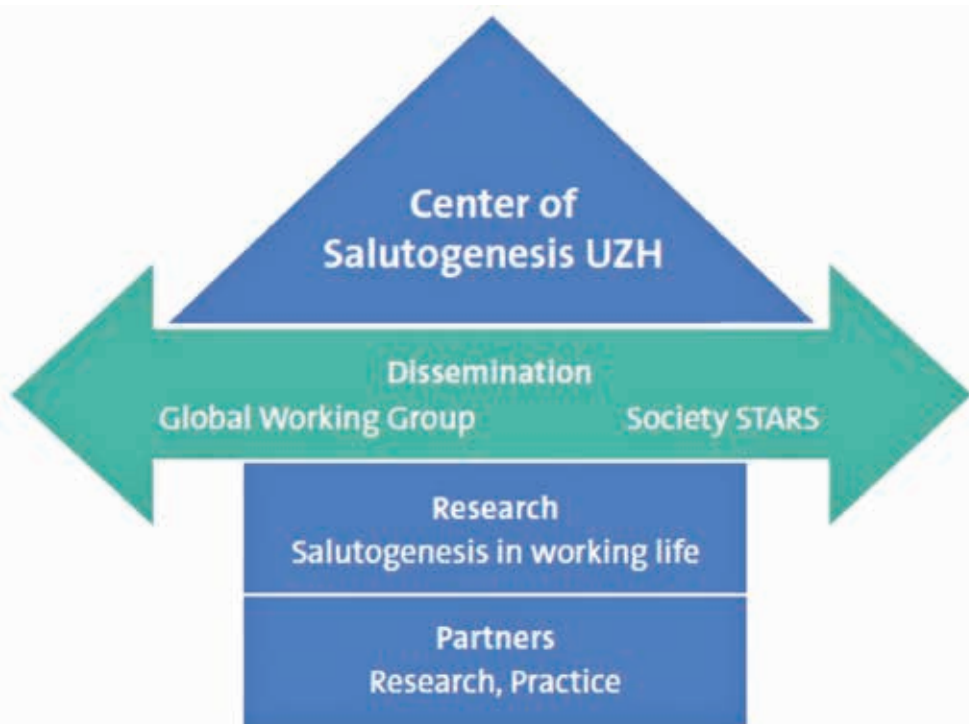 Center of
Salutogenesis UZH
Dissemination
Global Working Group Society STARS
Research
Salutogenesis in working life
Partners
Research, Practice